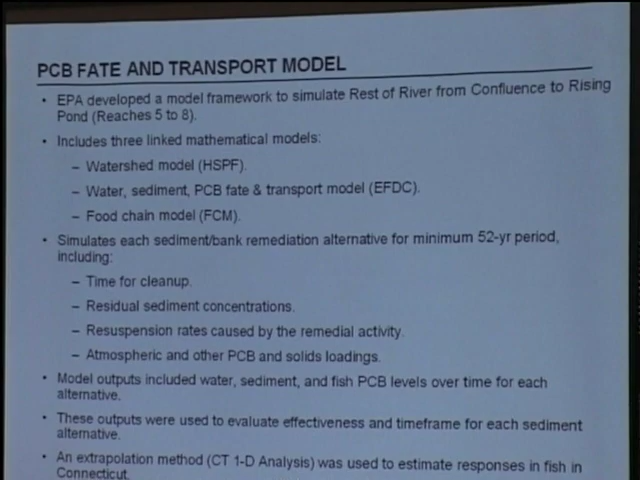 PCB FATE AND TRANSPORT MODEL
• EPA developed a model framework to simulate Rest of River from Confluence to Rising
Pond (Reaches 5 to 8).
• Includes three linked mathematical models:
– Watershed model (HSPF).
– Water, sediment, PCB fate & transport model (EFDC).
– Food chain model (FCM).
• Simulates each sediment/bank remediation alternative for minimum 52-yr period,
including:
– Time for cleanup.
– Residual sediment concentrations.
– Resuspension rates caused by the remedial activity.
– Atmospheric and other PCB and solids loadings.
• Model outputs included water, sediment, and fish PCB levels over time for each
alternative.
• These outputs were used to evaluate effectiveness and timeframe for each sediment
alternative.
• An extrapolation method (CT 1-D Analysis) was used to estimate responses in fish in
Connecticut.